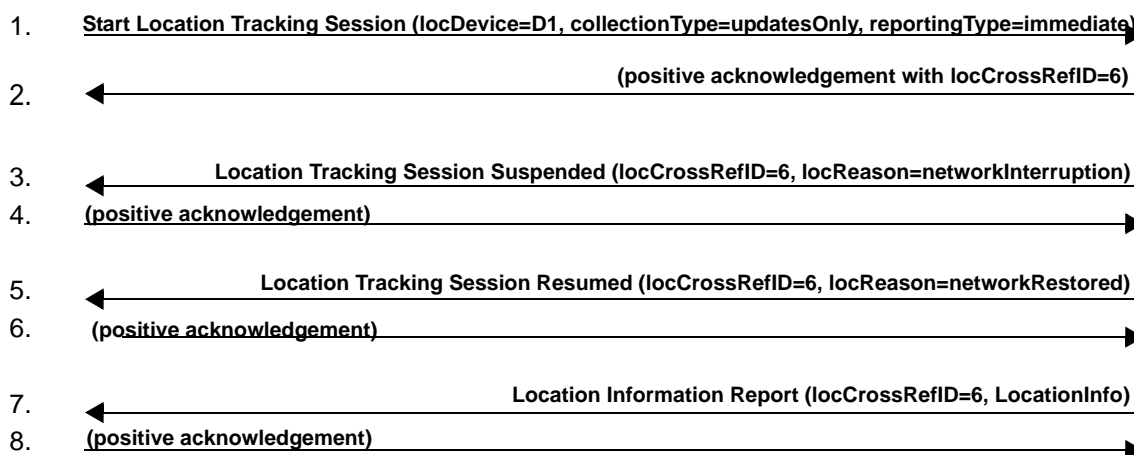 1. Start Location Tracking Session (locDevice=D1, collectionType=updatesOnly, reportingType=immediate)
2. (positive acknowledgement with locCrossRefID=6)
3. Location Tracking Session Suspended (locCrossRefID=6, locReason=networkInterruption)
4. (positive acknowledgement)
5. Location Tracking Session Resumed (locCrossRefID=6, locReason=networkRestored)
6. (positive acknowledgement)
7. Location Information Report (locCrossRefID=6, LocationInfo)
8. (positive acknowledgement)